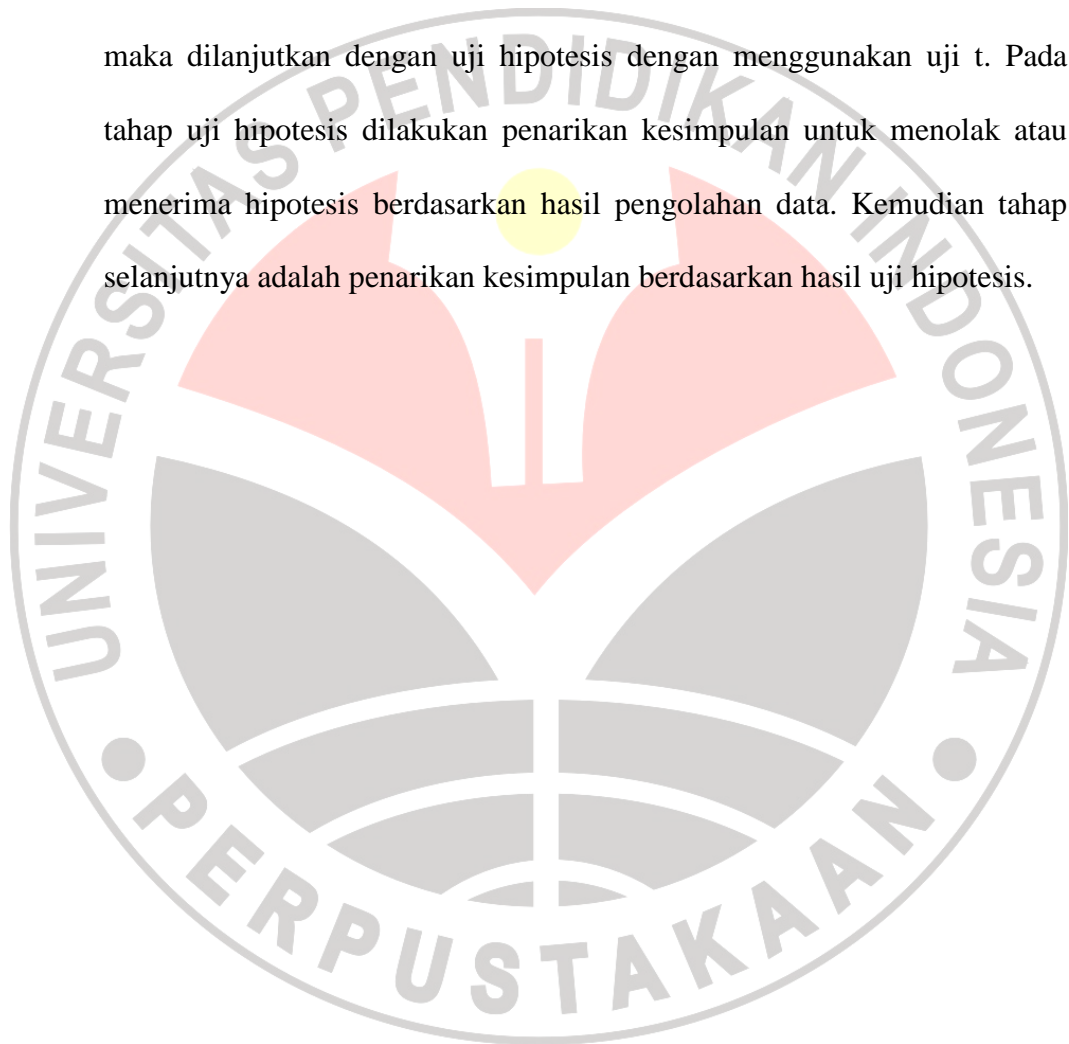 maka dilanjutkan dengan uji hipotesis dengan menggunakan uji t. Pada
tahap uji hipotesis dilakukan penarikan kesimpulan untuk menolak atau
menerima hipotesis berdasarkan hasil pengolahan data. Kemudian tahap
selanjutnya adalah penarikan kesimpulan berdasarkan hasil uji hipotesis.
UNIVERSITAS PENDIDIKAN INDONESIA
PERPUSTAKAAN